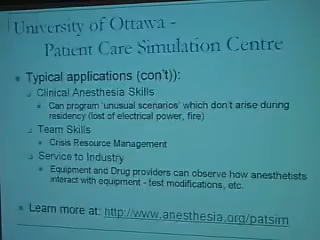 University of Ottawa -
Patient Care Simulation Centre
Typical applications (con't)):
Clinical Anesthesia Skills
Can program 'unusual scenarios' which don't arise during
residency (lost of electrical power, fire)
Team Skills
Crisis Resource Management
Service to Industry
Equipment and Drug providers can observe how anesthetists
interact with equipment - test modifications, etc.
Learn more at: http://www.anesthesia.org/patsim